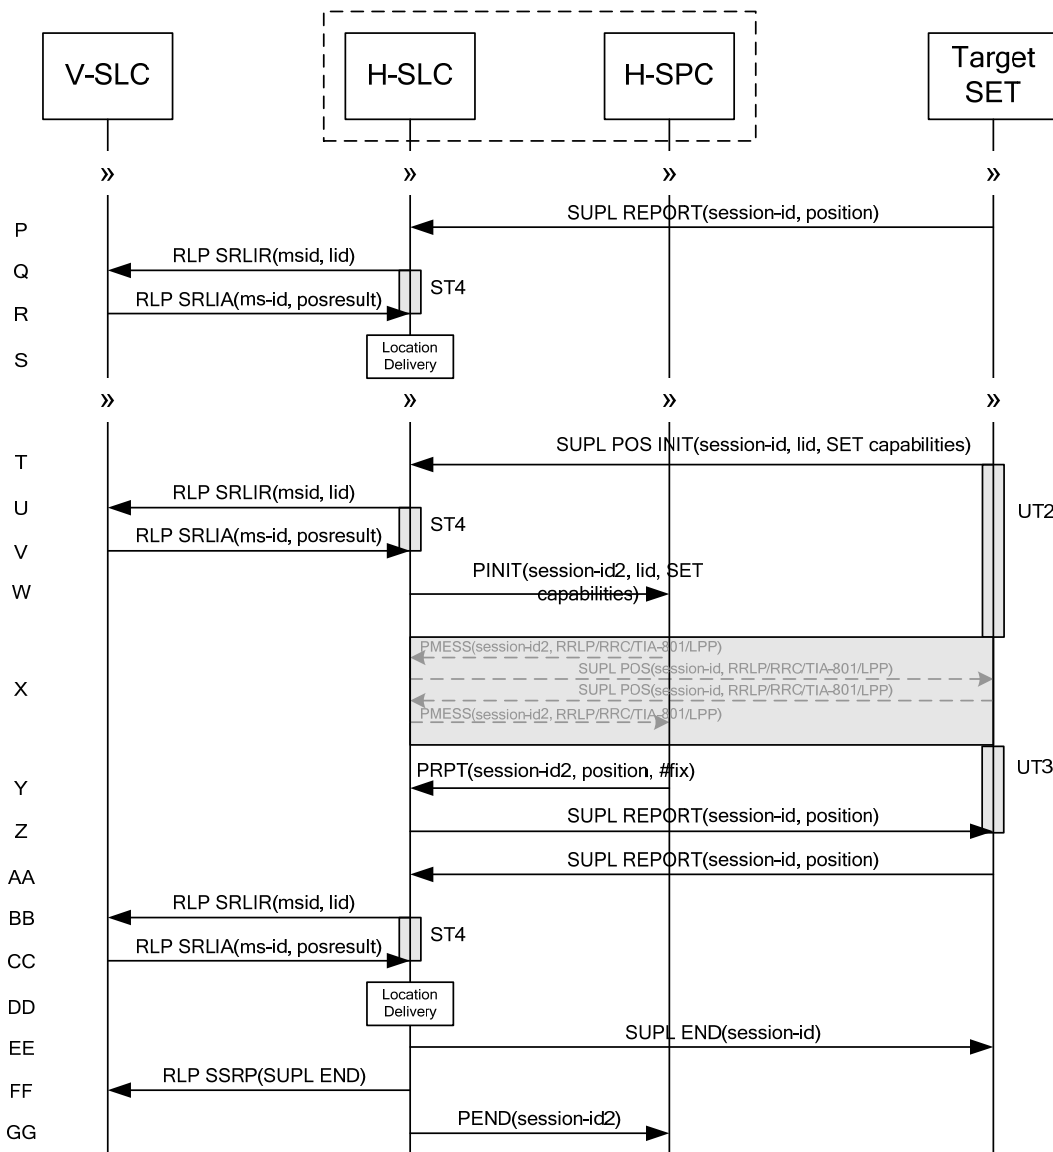 V-SLC
H-SLC
H-SPC
Target
SET
» » » »
P
SUPL REPORT(session-id, position)
Q
RLP SRLIR(msid, lid)
ST4
R
RLP SRLIA(ms-id, posresult)
S
Location
Delivery
» » » »
T
SUPL POS INIT(session-id, lid, SET capabilities)
U
RLP SRLIR(msid, lid)
ST4
UT2
V
RLP SRLIA(ms-id, posresult)
W
PINIT(session-id2, lid, SET
capabilities)
X
PMESS(session-id2, RRLP/RRC/TIA-801/LPP)
SUPL POS(session-id, RRLP/RRC/TIA-801/LPP)
SUPL POS(session-id, RRLP/RRC/TIA-801/LPP)
PMESS(session-id2, RRLP/RRC/TIA-801/LPP)
UT3
Y
PRPT(session-id2, position, #fix)
Z
SUPL REPORT(session-id, position)
AA
SUPL REPORT(session-id, position)
BB
RLP SRLIR(msid, lid)
ST4
CC
RLP SRLIA(ms-id, posresult)
DD
Location
Delivery
EE
SUPL END(session-id)
FF
RLP SSRP(SUPL END)
GG
PEND(session-id2)